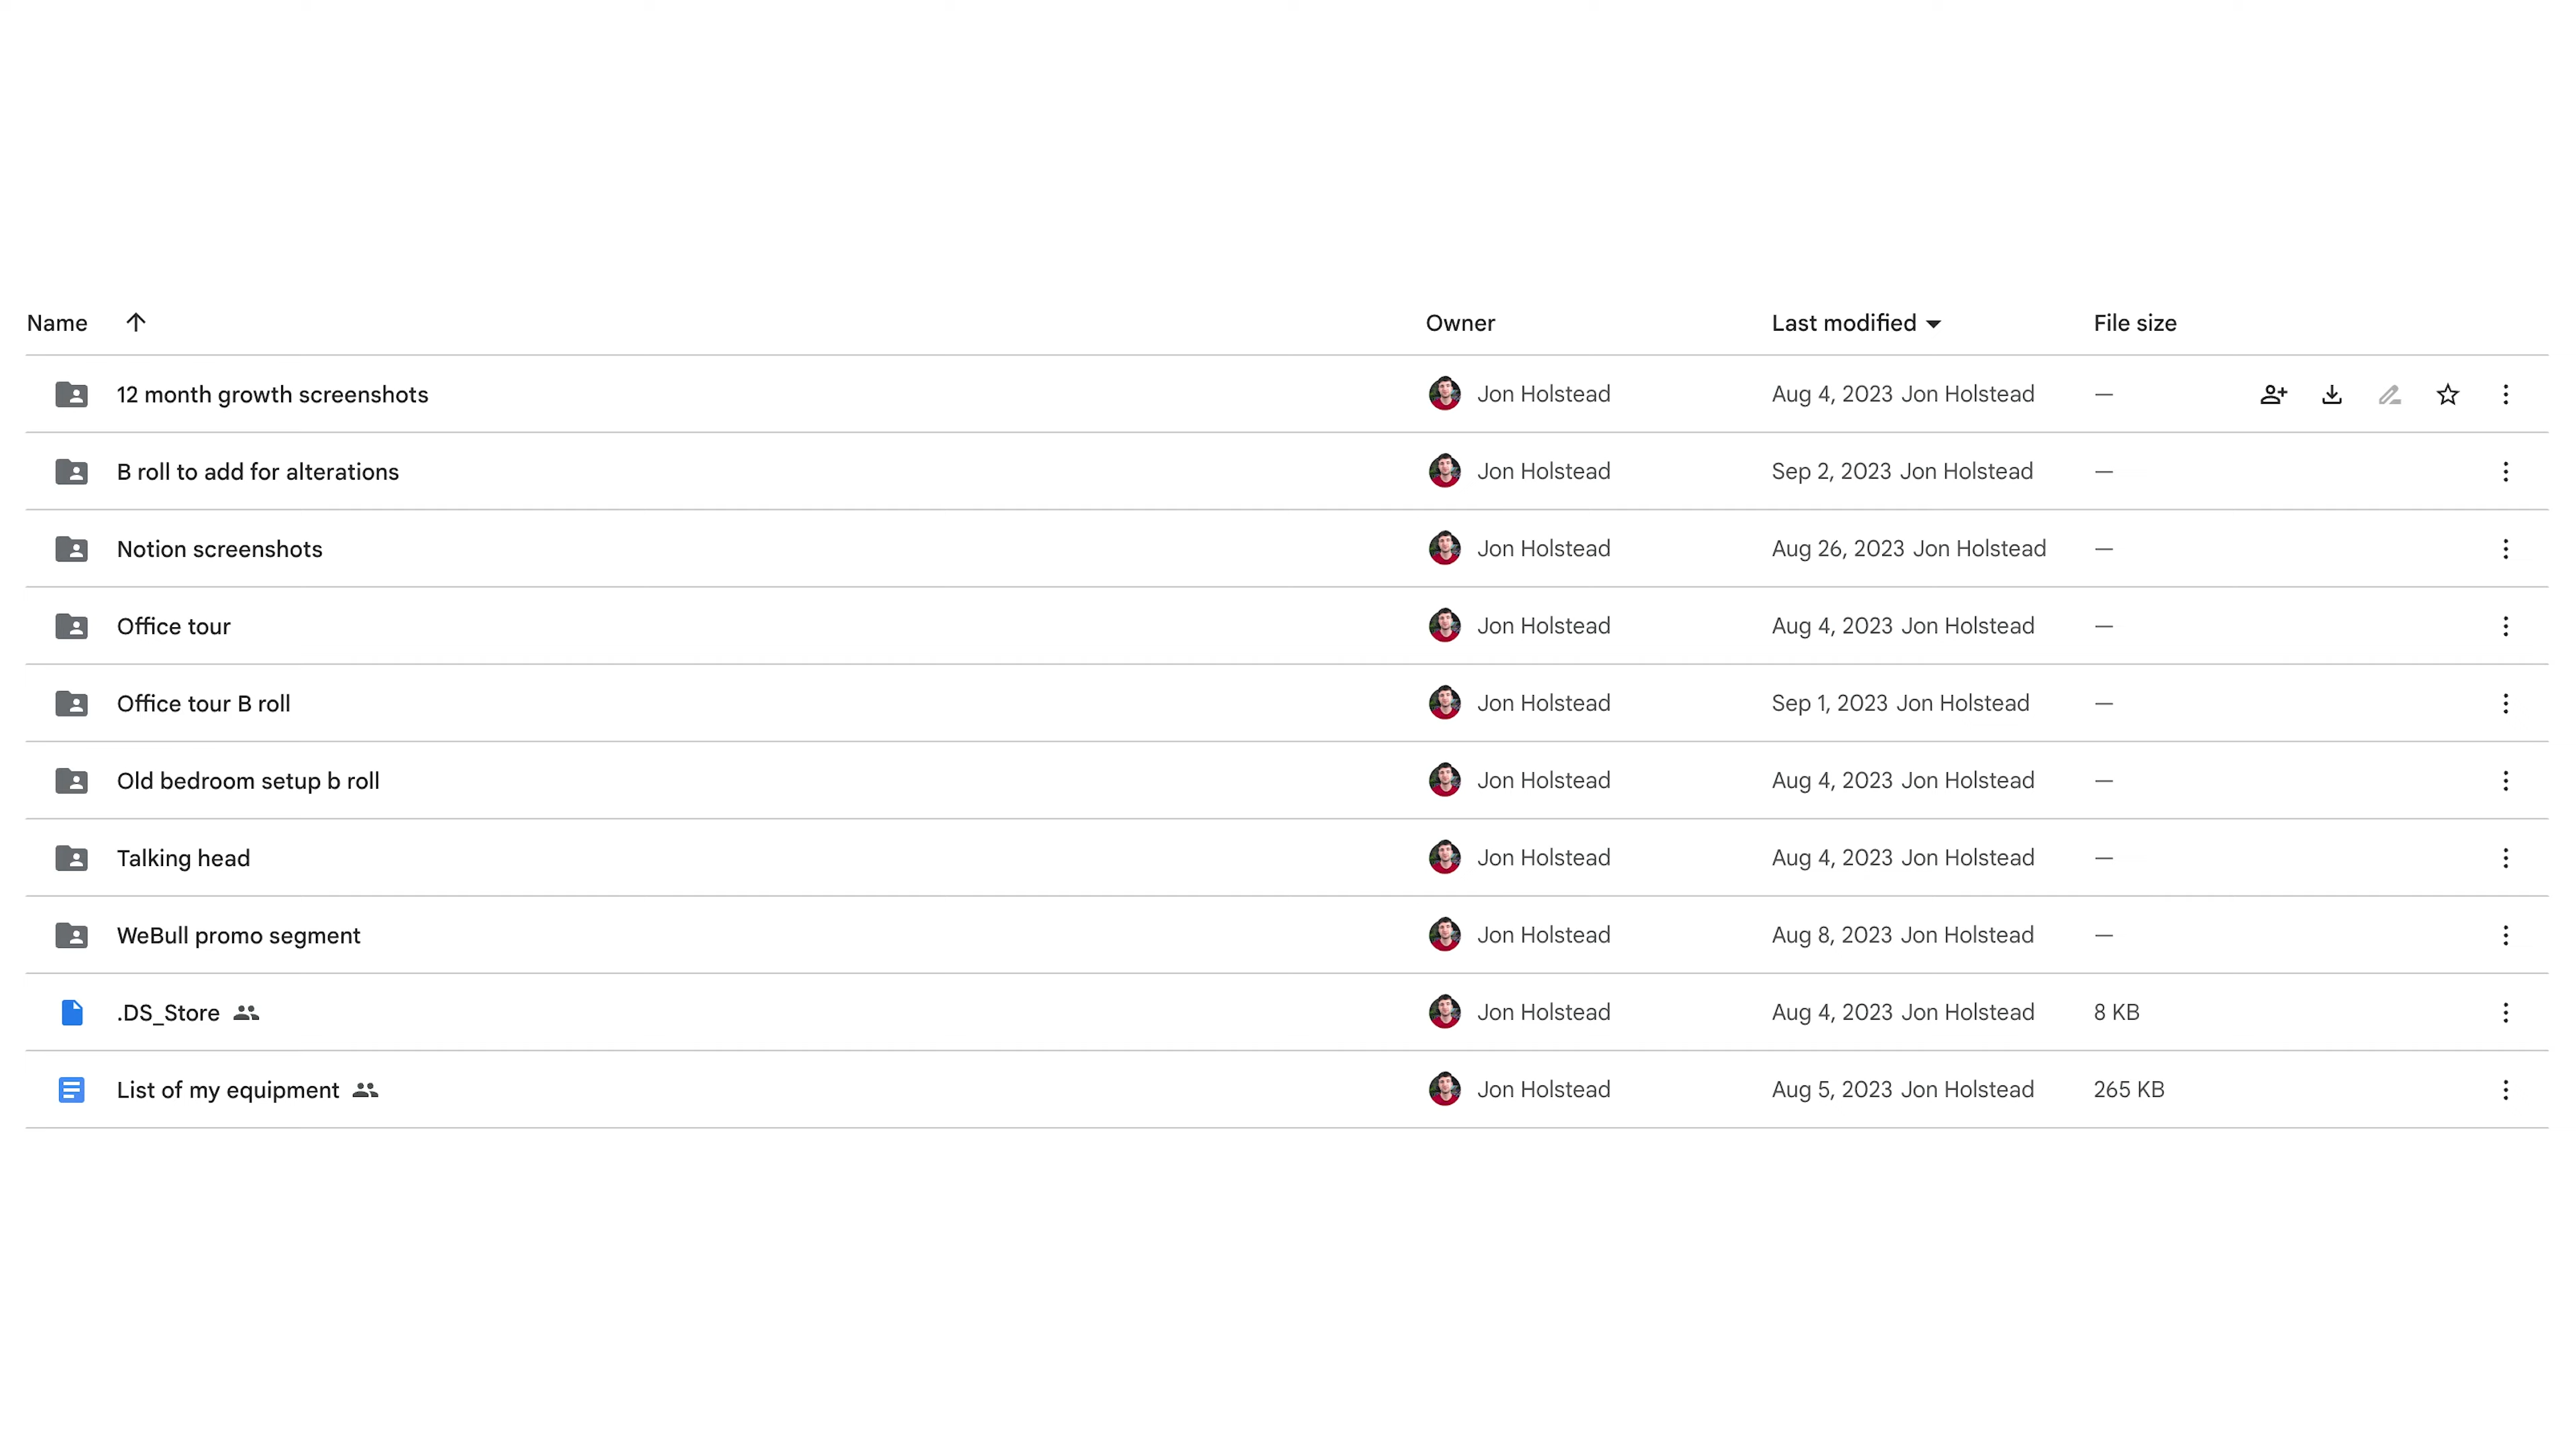 Name Owner Last modified File size
12 month growth screenshots Jon Holstead Aug 4, 2023 Jon Holstead —
B roll to add for alterations Jon Holstead Sep 2, 2023 Jon Holstead —
Notion screenshots Jon Holstead Aug 26, 2023 Jon Holstead —
Office tour Jon Holstead Aug 4, 2023 Jon Holstead —
Office tour B roll Jon Holstead Sep 1, 2023 Jon Holstead —
Old bedroom setup b roll Jon Holstead Aug 4, 2023 Jon Holstead —
Talking head Jon Holstead Aug 4, 2023 Jon Holstead —
WeBull promo segment Jon Holstead Aug 8, 2023 Jon Holstead —
.DS_Store Jon Holstead Aug 4, 2023 Jon Holstead 8 KB
List of my equipment Jon Holstead Aug 5, 2023 Jon Holstead 265 KB